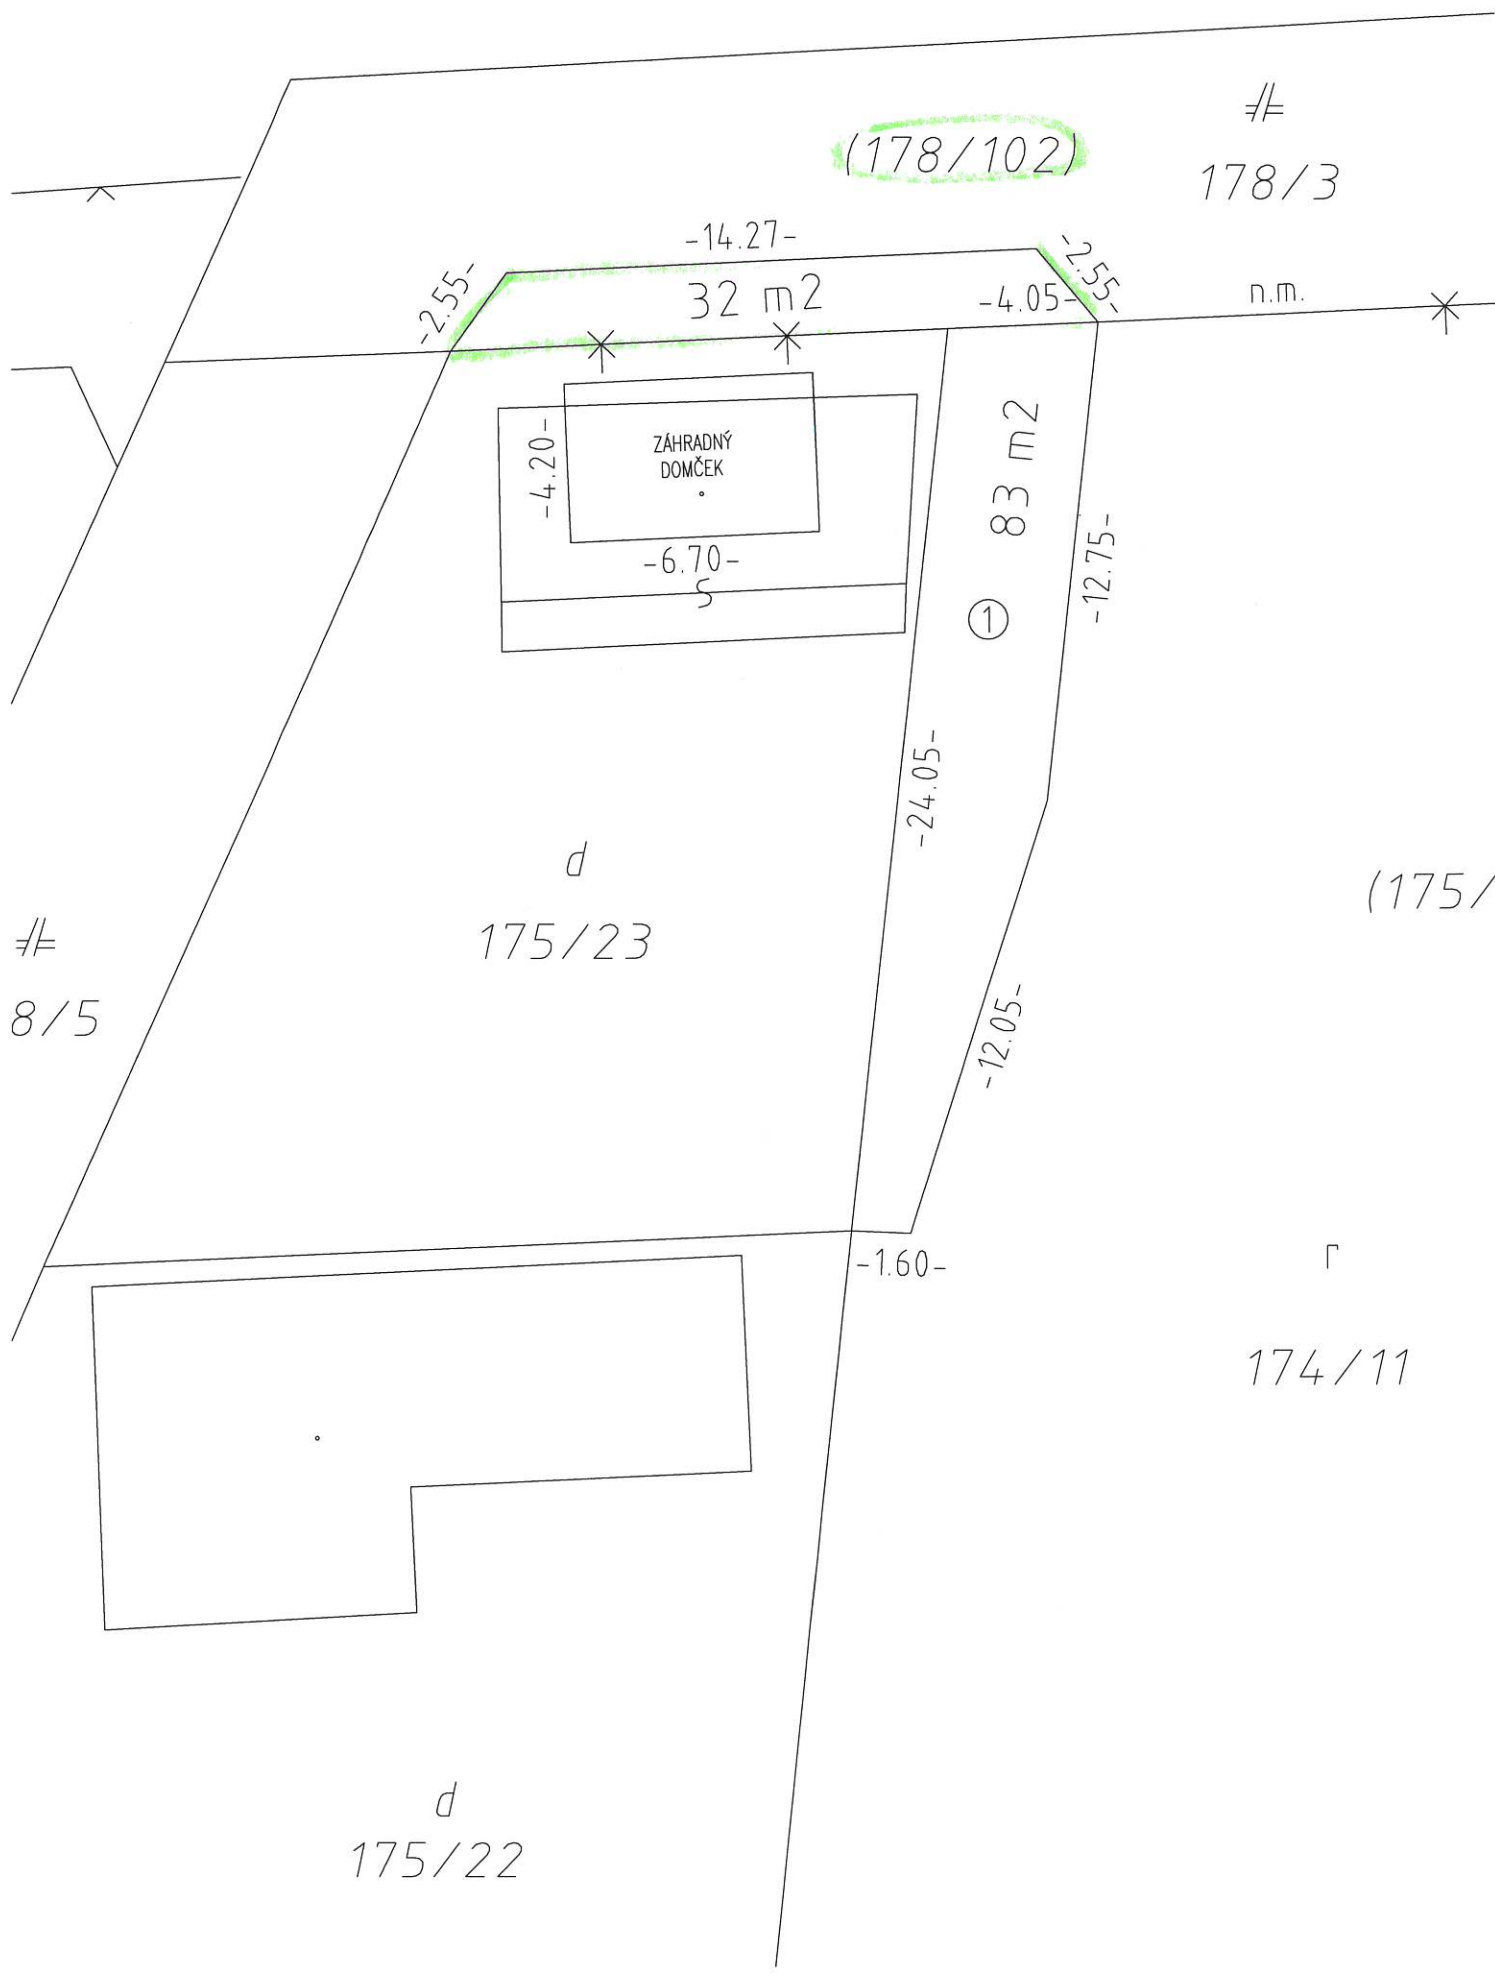 (178/102)
178/3
-14.27-
-2.55-
-2.55-
32 m2
-4.05-
n.m.
ZÁHRADNÝ
DOMČEK
-4.20-
83 m2
-6.70-
-12.75-
1
-24.05-
d
175/23
(175/
8/5
-12.05-
-1.60-
r
174/11
d
175/22